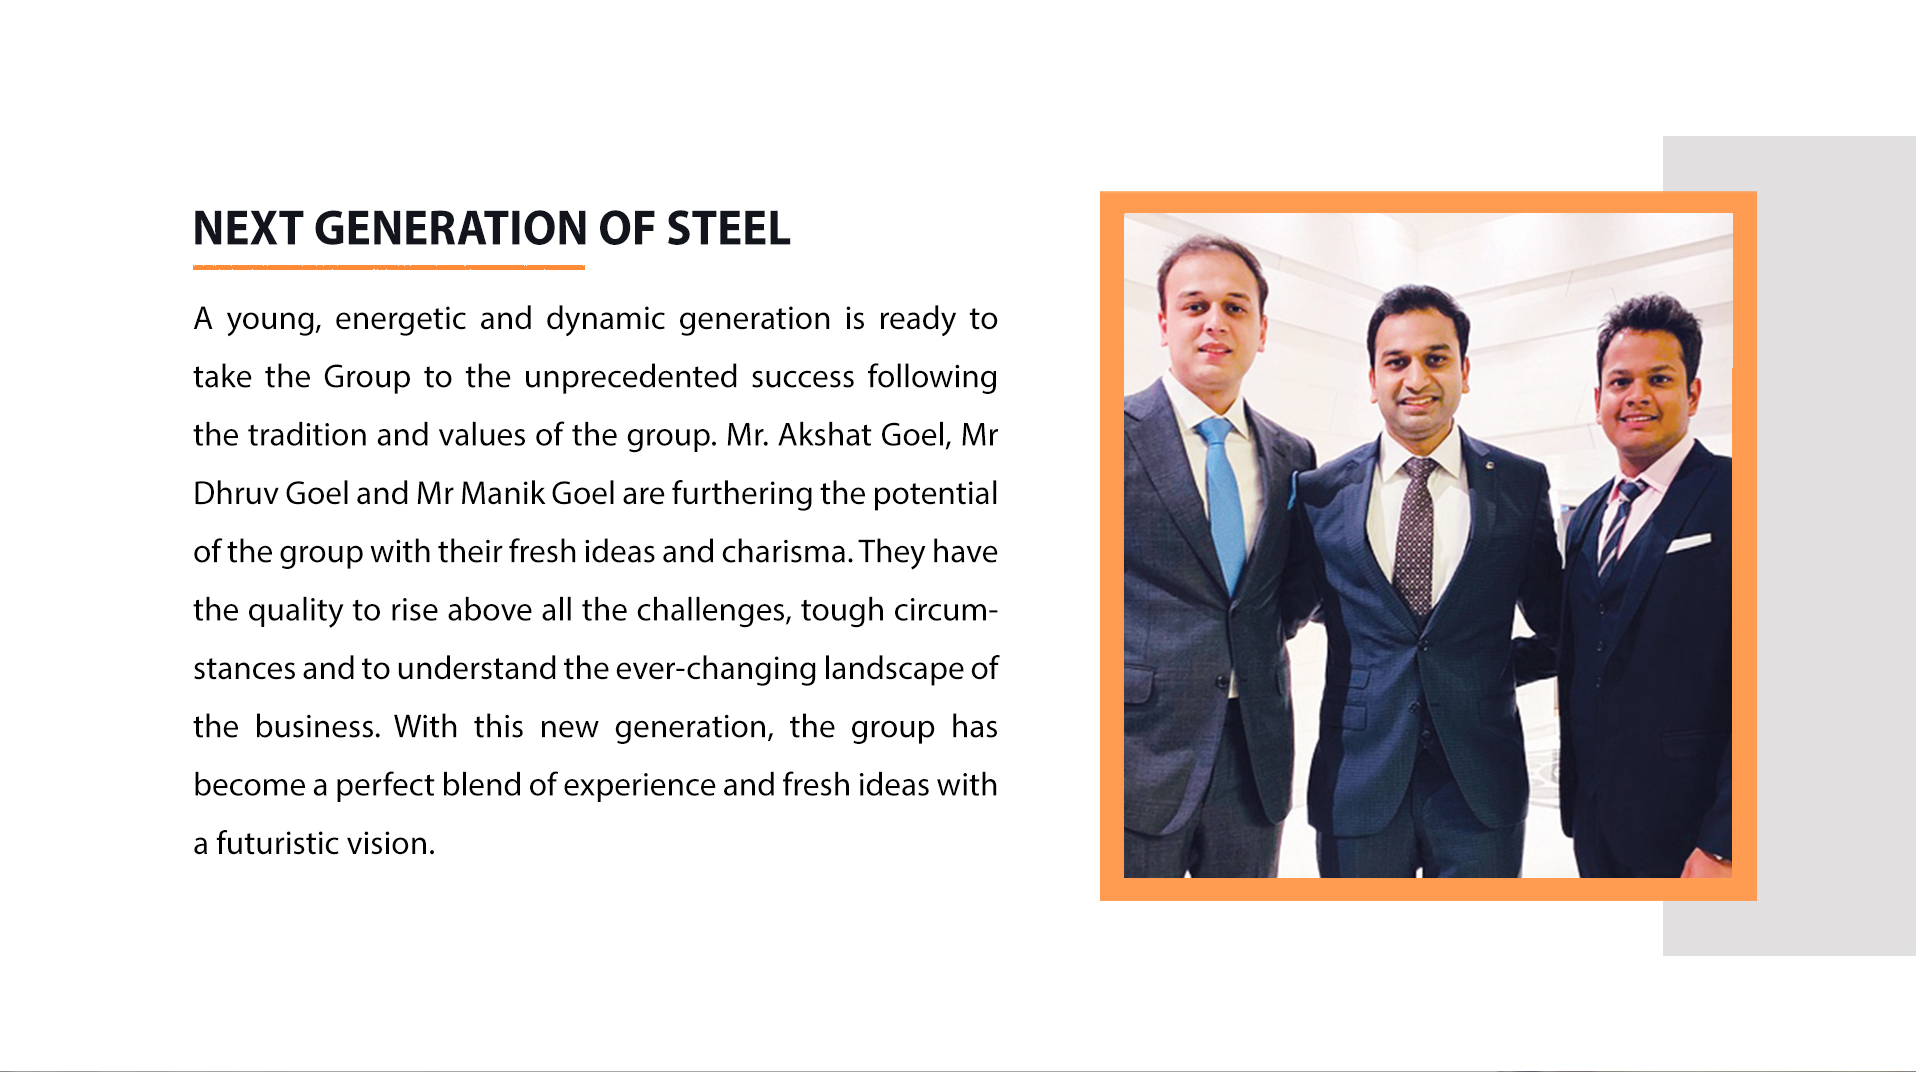 NEXT GENERATION OF STEEL
A young, energetic and dynamic generation is ready to
take the Group to the unprecedented success following
the tradition and values of the group. Mr. Akshat Goel, Mr
Dhruv Goel and Mr Manik Goel are furthering the potential
of the group with their fresh ideas and charisma. They have
the quality to rise above all the challenges, tough circum-
stances and to understand the ever-changing landscape of
the business. With this new generation, the group has
become a perfect blend of experience and fresh ideas with
a futuristic vision.